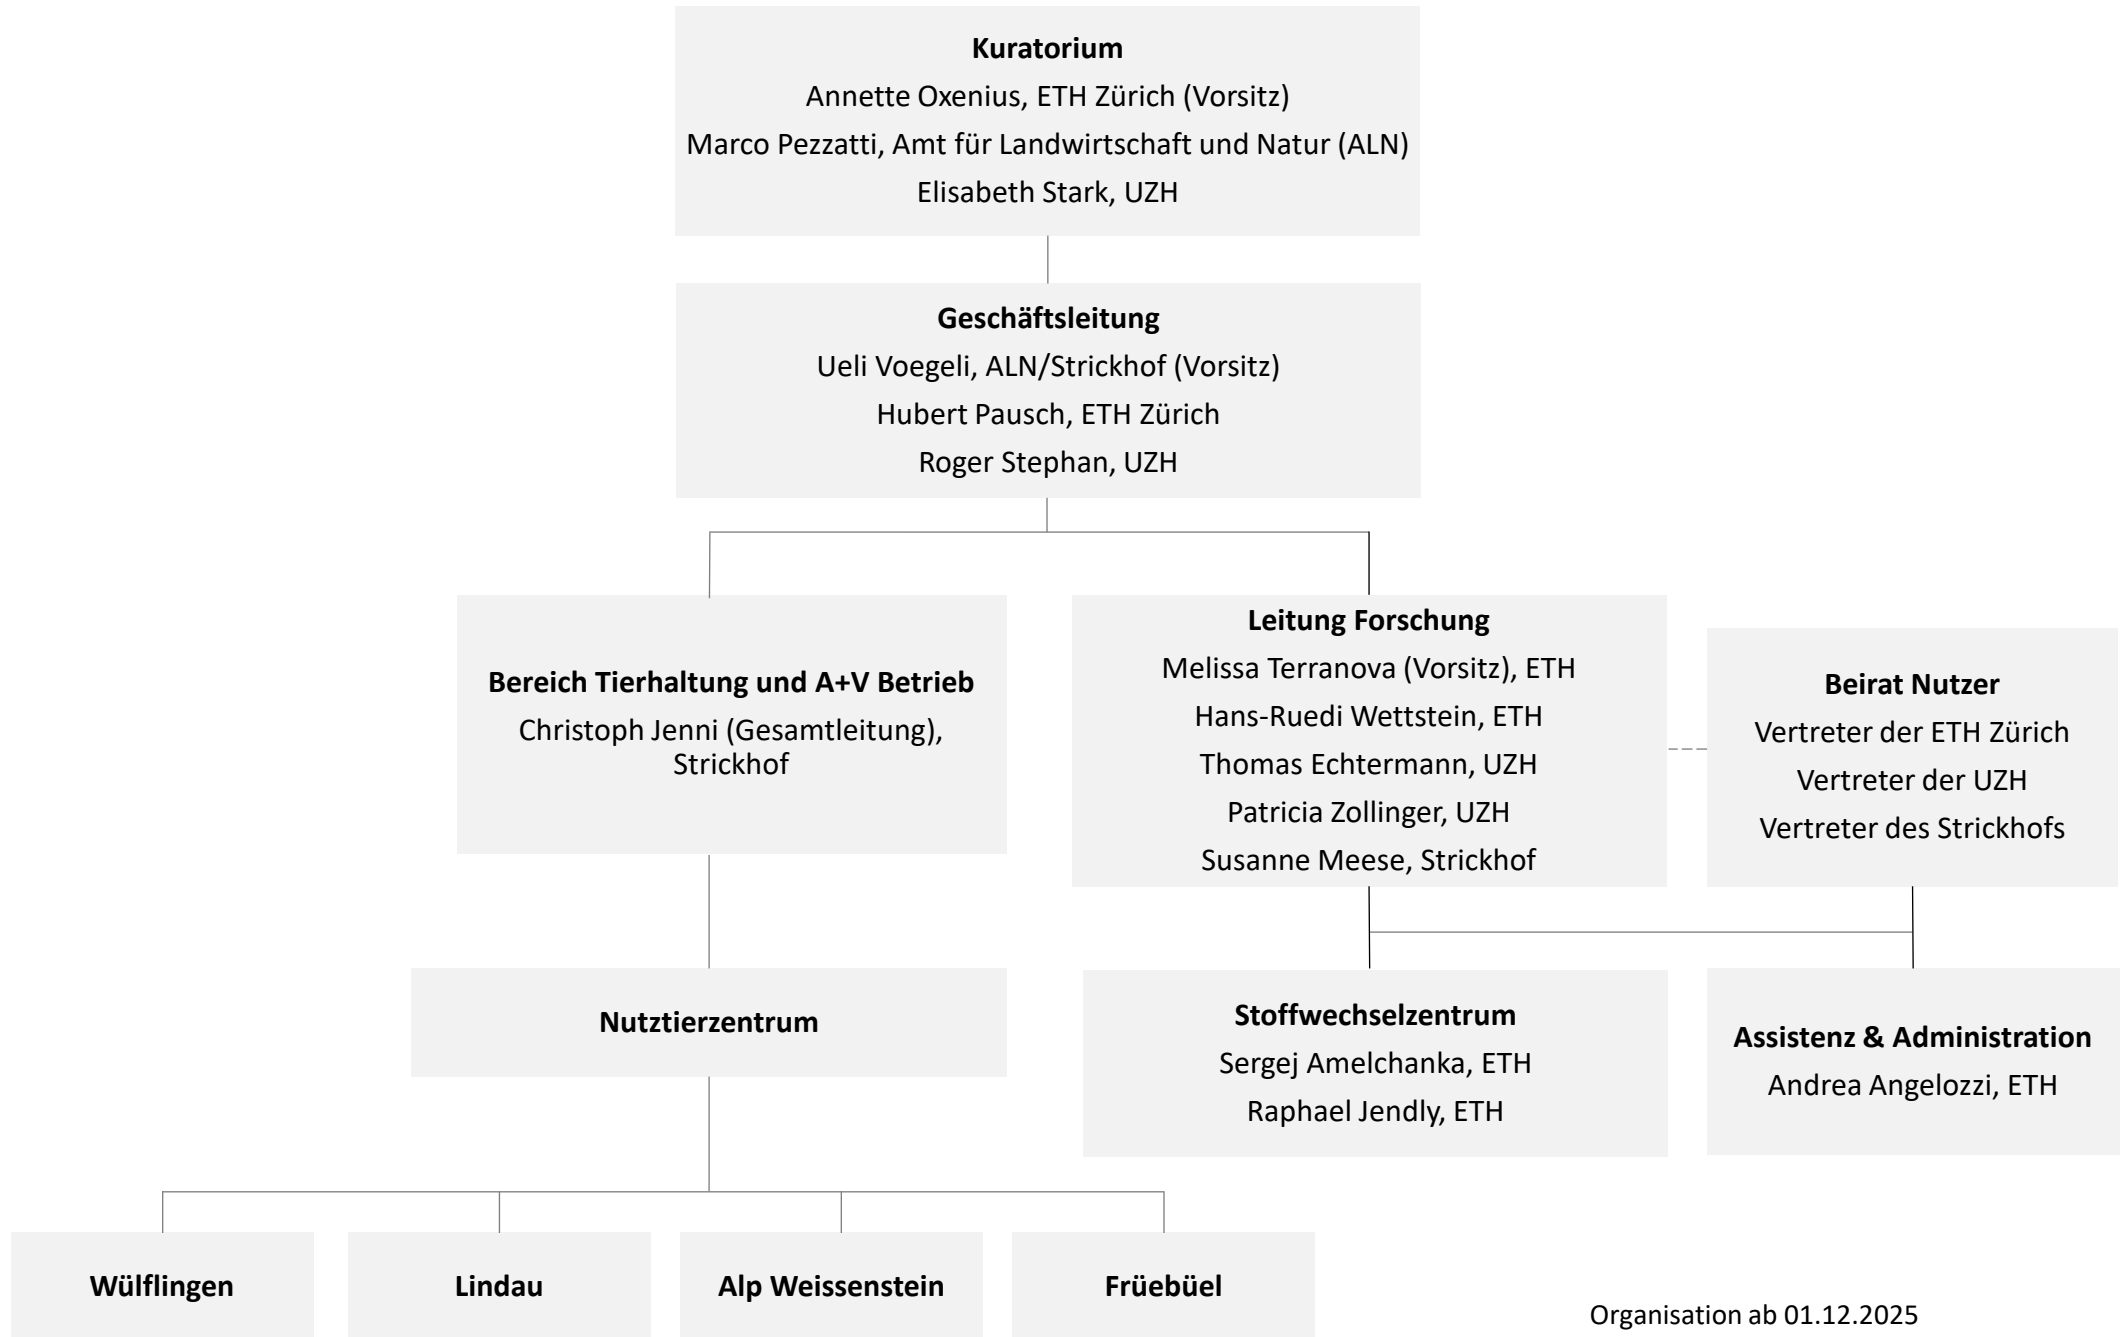 Kuratorium
Annette Oxenius, ETH Zürich (Vorsitz)
Marco Pezzatti, Amt für Landwirtschaft und Natur (ALN)
Elisabeth Stark, UZH
Geschäftsleitung
Ueli Voegeli, ALN/Strickhof (Vorsitz)
Hubert Pausch, ETH Zürich
Roger Stephan, UZH
Bereich Tierhaltung und A+V Betrieb
Christoph Jenni (Gesamtleitung),
Strickhof
Leitung Forschung
Melissa Terranova (Vorsitz), ETH
Hans-Ruedi Wettstein, ETH
Thomas Echtermann, UZH
Patricia Zollinger, UZH
Susanne Meese, Strickhof
Beirat Nutzer
Vertreter der ETH Zürich
Vertreter der UZH
Vertreter des Strickhofs
Nutztierzentrum
Stoffwechselzentrum
Sergej Amelchanka, ETH
Raphael Jendly, ETH
Assistenz & Administration
Andrea Angelozzi, ETH
Wülflingen
Lindau
Alp Weissenstein
Früebüel
Organisation ab 01.12.2025